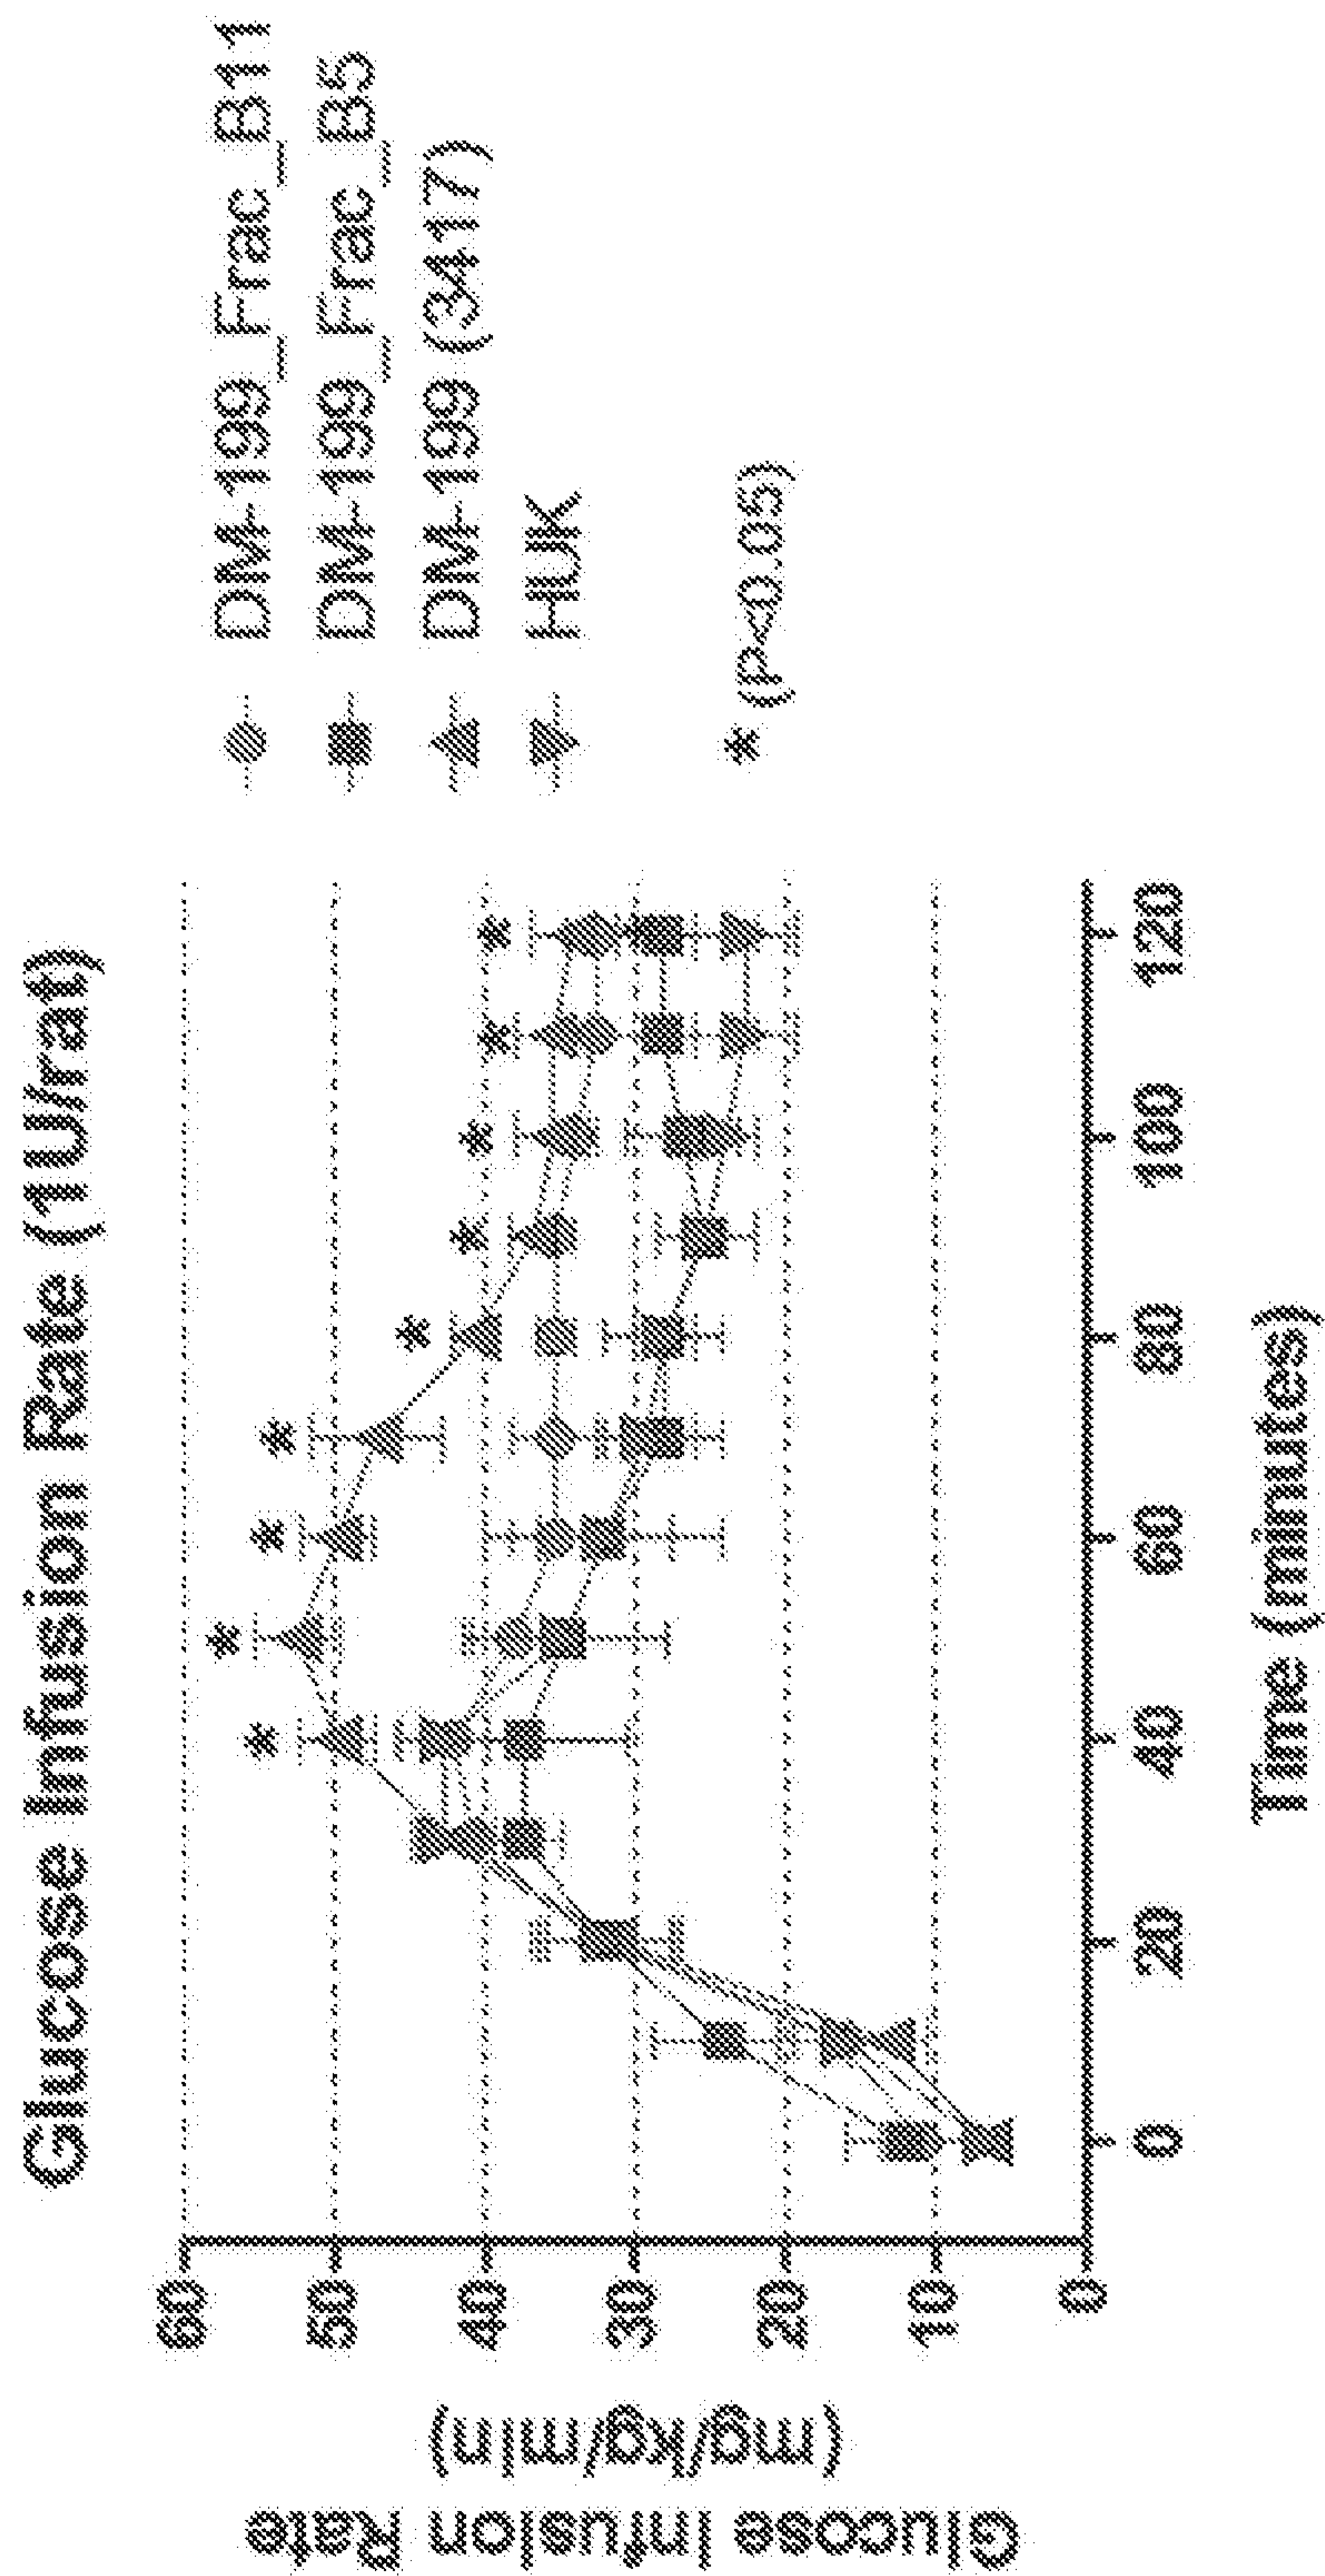 Glucose Infusion Rate (1U/rat)
Glucose Infusion Rate
(mg/kg/min)
60
50
40
30
20
10
0
0
20
40
60
80
100
120
Time (minutes)
DM-199_Frac_B11
DM-199_Frac_B5
DM-199 (3417)
HUK
* (p<0.05)
*
*
*
*
*
*
*
*
*